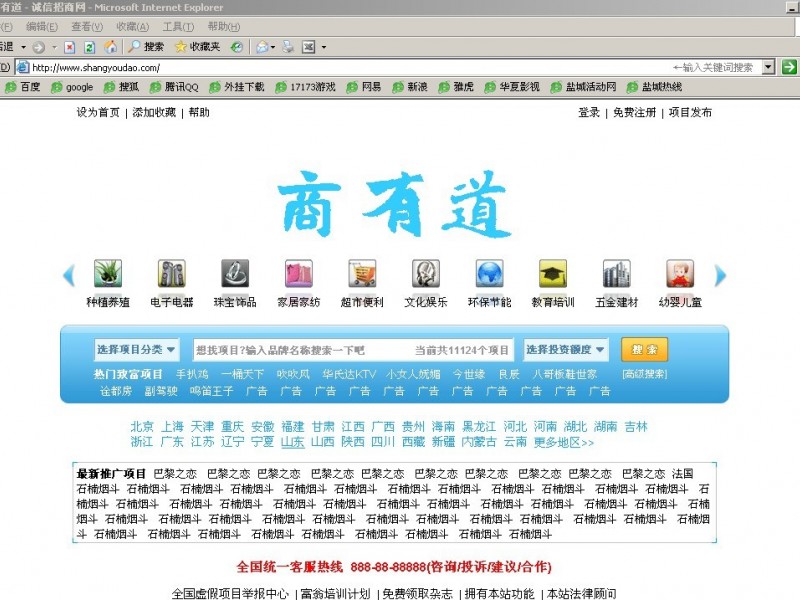 有道 - 诚信招商网 - Microsoft Internet Explorer
(F) 编辑(E) 查看(V) 收藏(A) 工具(T) 帮助(H)
后退 搜索 收藏夹
(D) http://www.shangyoudao.com/ ←输入关键词搜索
百度 google 搜狐 腾讯QQ 外挂下载 17173游戏 网易 新浪 雅虎 华夏影视 盐城活动网 盐城热线
设为首页 | 添加收藏 | 帮助 登录 | 免费注册 | 项目发布
商有道
种植养殖 电子电器 珠宝饰品 家居家纺 超市便利 文化娱乐 环保节能 教育培训 五金建材 幼婴儿童
选择项目分类 想找项目?输入品牌名称搜索一下吧 当前共11124个项目 选择投资额度 搜 索
热门致富项目 手扒鸡 一桶天下 吹吹风 华氏达KTV 小女人妩媚 今世缘 良辰 八哥板鞋世家 [高级搜索]
诠都房 副驾驶 鸣笛王子 广告 广告 广告 广告 广告 广告 广告 广告 广告 广告 广告
北京 上海 天津 重庆 安徽 福建 甘肃 江西 广西 贵州 海南 黑龙江 河北 河南 湖北 湖南 吉林
浙江 广东 江苏 辽宁 宁夏 山东 山西 陕西 四川 西藏 新疆 内蒙古 云南 更多地区>>
最新推广项目 巴黎之恋 巴黎之恋 巴黎之恋 巴黎之恋 巴黎之恋 巴黎之恋 巴黎之恋 巴黎之恋 巴黎之恋 巴黎之恋 法国
石楠烟斗 石楠烟斗 石楠烟斗 石楠烟斗 石楠烟斗 石楠烟斗 石楠烟斗 石楠烟斗 石楠烟斗 石楠烟斗 石楠烟斗 石楠烟斗 石
楠烟斗 石楠烟斗 石楠烟斗 石楠烟斗 石楠烟斗 石楠烟斗 石楠烟斗 石楠烟斗 石楠烟斗 石楠烟斗 石楠烟斗 石楠烟斗 石楠
烟斗 石楠烟斗 石楠烟斗 石楠烟斗 石楠烟斗 石楠烟斗 石楠烟斗 石楠烟斗 石楠烟斗 石楠烟斗 石楠烟斗 石楠烟斗 石楠烟
斗 石楠烟斗 石楠烟斗 石楠烟斗 石楠烟斗 石楠烟斗 石楠烟斗 石楠烟斗 石楠烟斗 石楠烟斗
全国统一客服热线 888-88-88888(咨询/投诉/建议/合作)
全国虚假项目举报中心 | 富翁培训计划 | 免费领取杂志 | 拥有本站功能 | 本站法律顾问